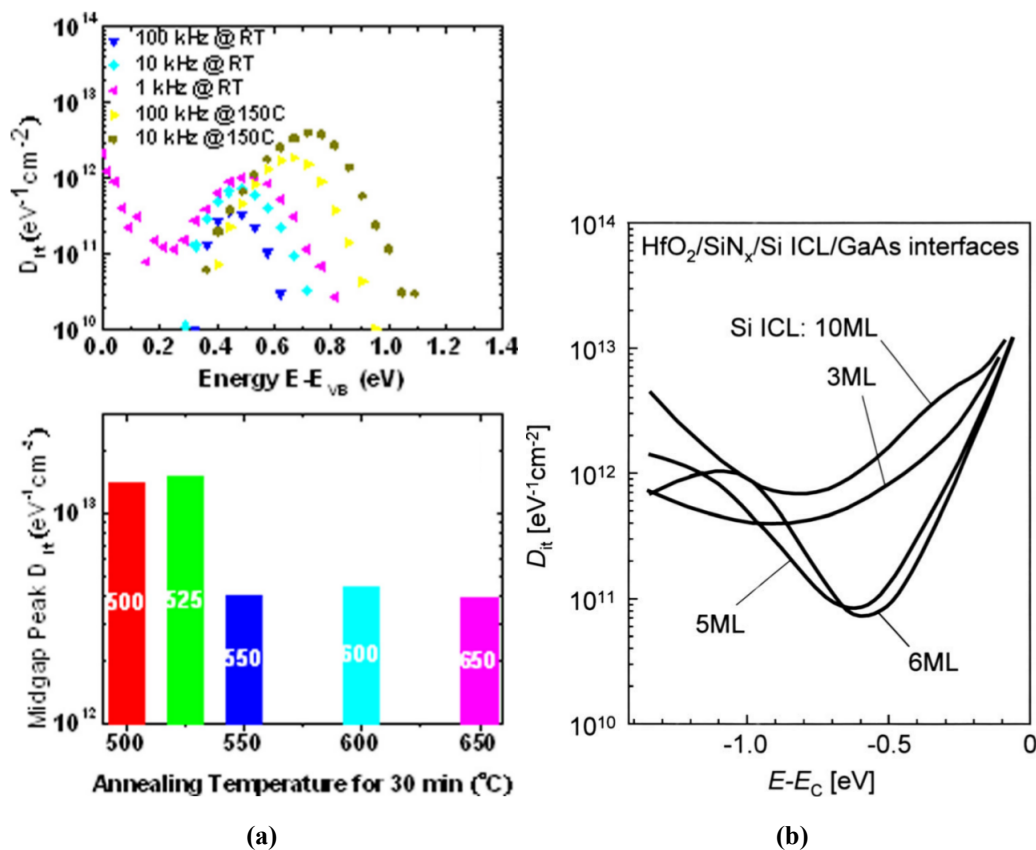 10^14
10^13
10^12
10^11
10^10
D_it (eV^-1cm^-2)
100 kHz @RT
10 kHz @RT
1 kHz @RT
100 kHz @150C
10 kHz @150C
0.0 0.2 0.4 0.6 0.8 1.0 1.2 1.4
Energy E-E_VB (eV)
Midgap Peak D_it (eV^-1cm^-2)
10^13
10^12
500 525 550 600 650
500 550 600 650
Annealing Temperature for 30 min (°C)
(a)
10^14
10^13
10^12
10^11
10^10
D_it [eV^-1cm^-2]
HfO_2/SiN_x/Si ICL/GaAs interfaces
Si ICL: 10ML
3ML
5ML
6ML
-1.0 -0.5 0
E-E_C [eV]
(b)